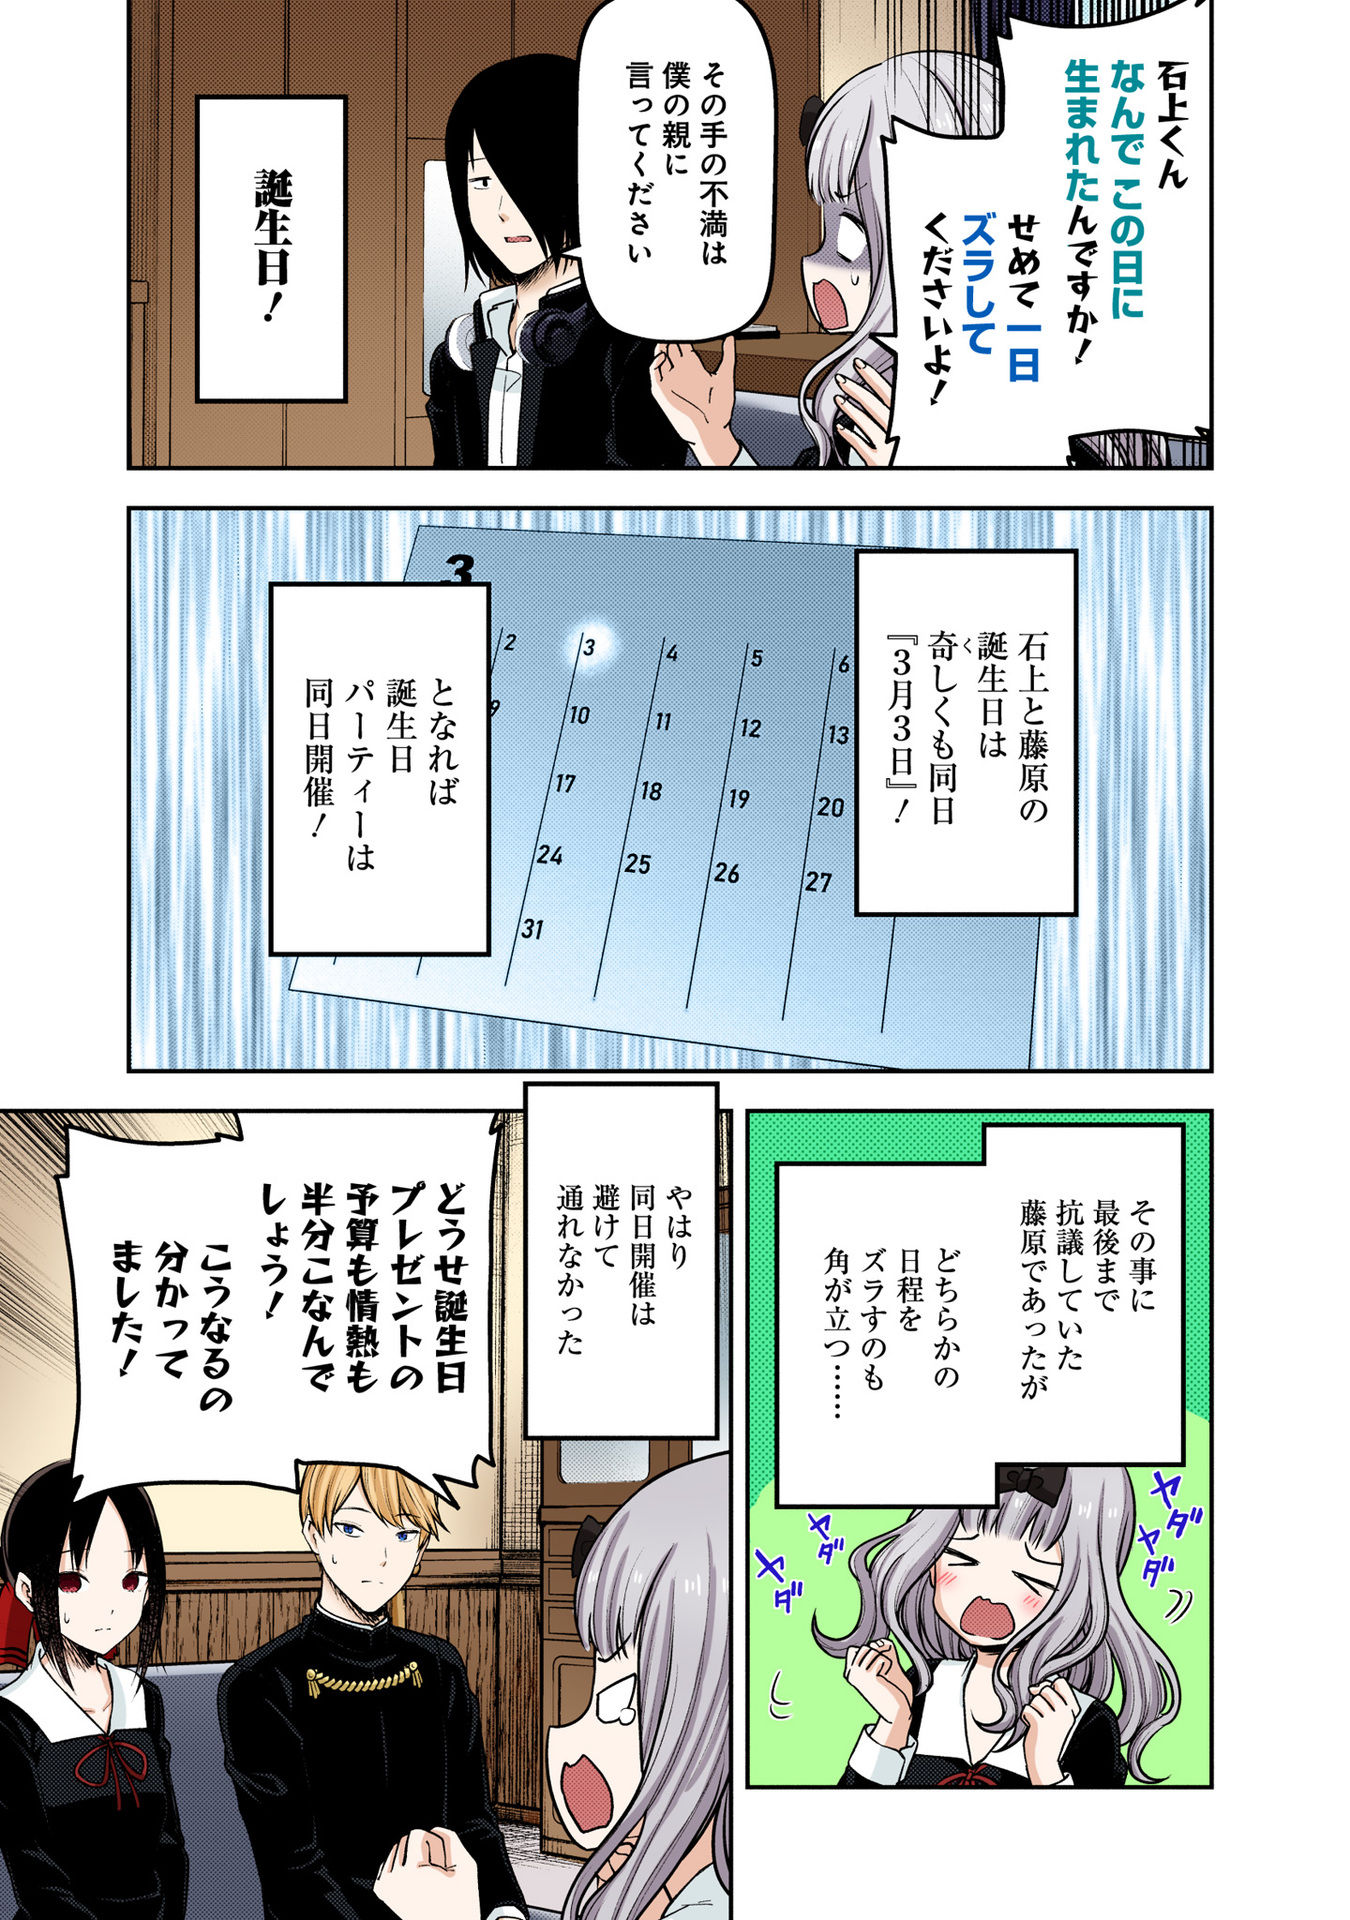 石上くん
なんでこの日に
生まれたんですか！
せめて一日
ズラして
くださいよ！
その手の不満は
僕の親に
言ってください
誕生日！
石上と藤原の
誕生日は
奇しくも同日
く
『3月3日』！
となれば
誕生日
パーティーは
同日開催！
3
2 3 4 5 6
9 10 11 12 13
17 18 19 20
24 25 26 27
31
その事に
最後まで
抗議していた
藤原であったが
どちらかの
日程を
ズラすのも
角が立つ……
ヤダ
ヤダ
ヤダ
ヤダ
やはり
同日開催は
避けて
通れなかった
どうせ誕生日
プレゼントの
予算も情熱も
半分こなんで
しょう！
こうなるの
分かって
ました！